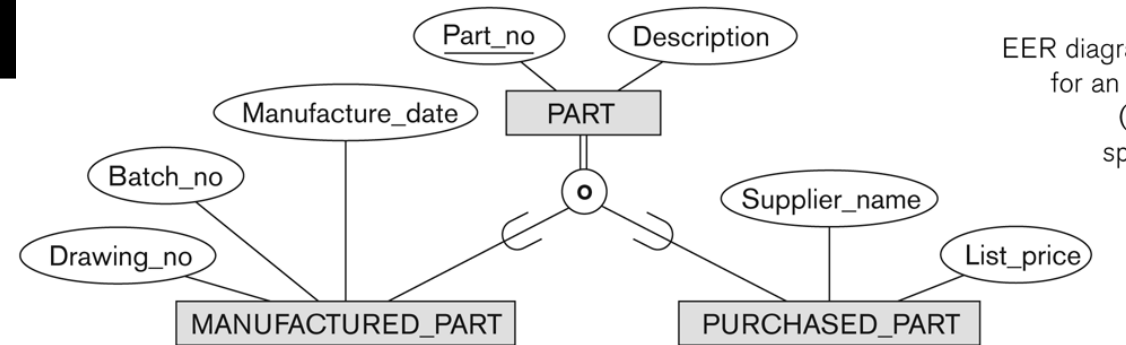 Part_no
Description
EER diagra
for an
(
sp
Manufacture_date
PART
Batch_no
o
Supplier_name
Drawing_no
List_price
MANUFACTURED_PART
PURCHASED_PART